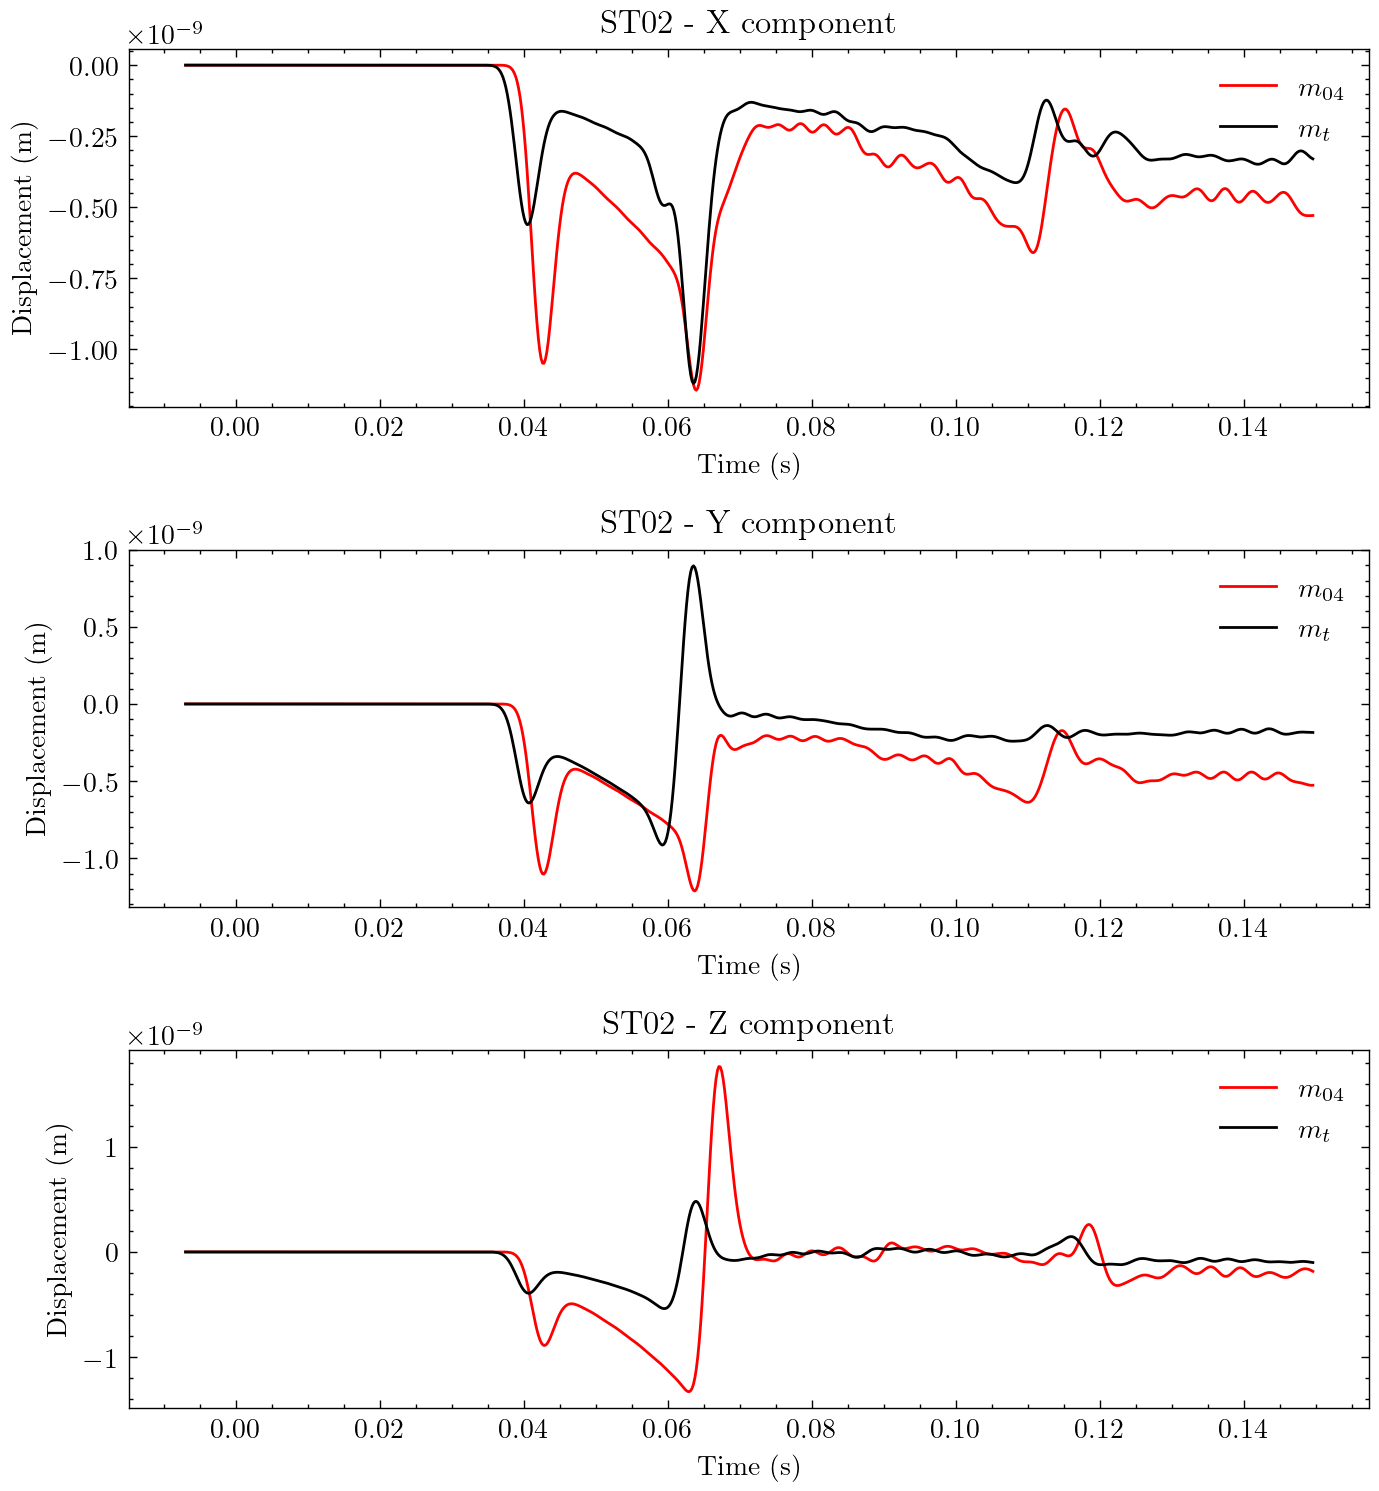 ST02 - X component
×10⁻⁹
0.00
−0.25
−0.50
−0.75
−1.00
Displacement (m)
m₀₄
mₜ
0.00 0.02 0.04 0.06 0.08 0.10 0.12 0.14
Time (s)
ST02 - Y component
×10⁻⁹
1.0
0.5
0.0
−0.5
−1.0
Displacement (m)
m₀₄
mₜ
0.00 0.02 0.04 0.06 0.08 0.10 0.12 0.14
Time (s)
ST02 - Z component
×10⁻⁹
1
0
−1
Displacement (m)
m₀₄
mₜ
0.00 0.02 0.04 0.06 0.08 0.10 0.12 0.14
Time (s)